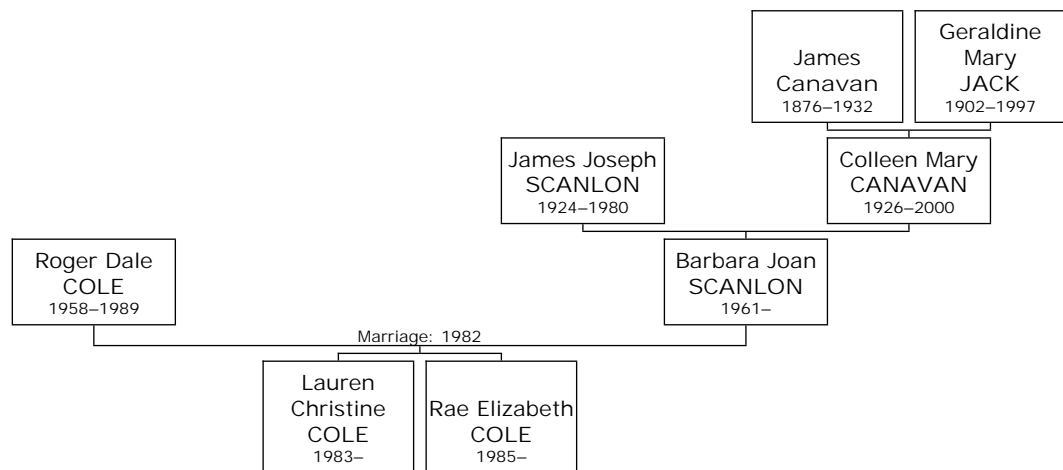 James
Canavan
1876–1932
Geraldine
Mary
JACK
1902–1997
James Joseph
SCANLON
1924–1980
Colleen Mary
CANAVAN
1926–2000
Roger Dale
COLE
1958–1989
Barbara Joan
SCANLON
1961–
Marriage: 1982
Lauren
Christine
COLE
1983–
Rae Elizabeth
COLE
1985–